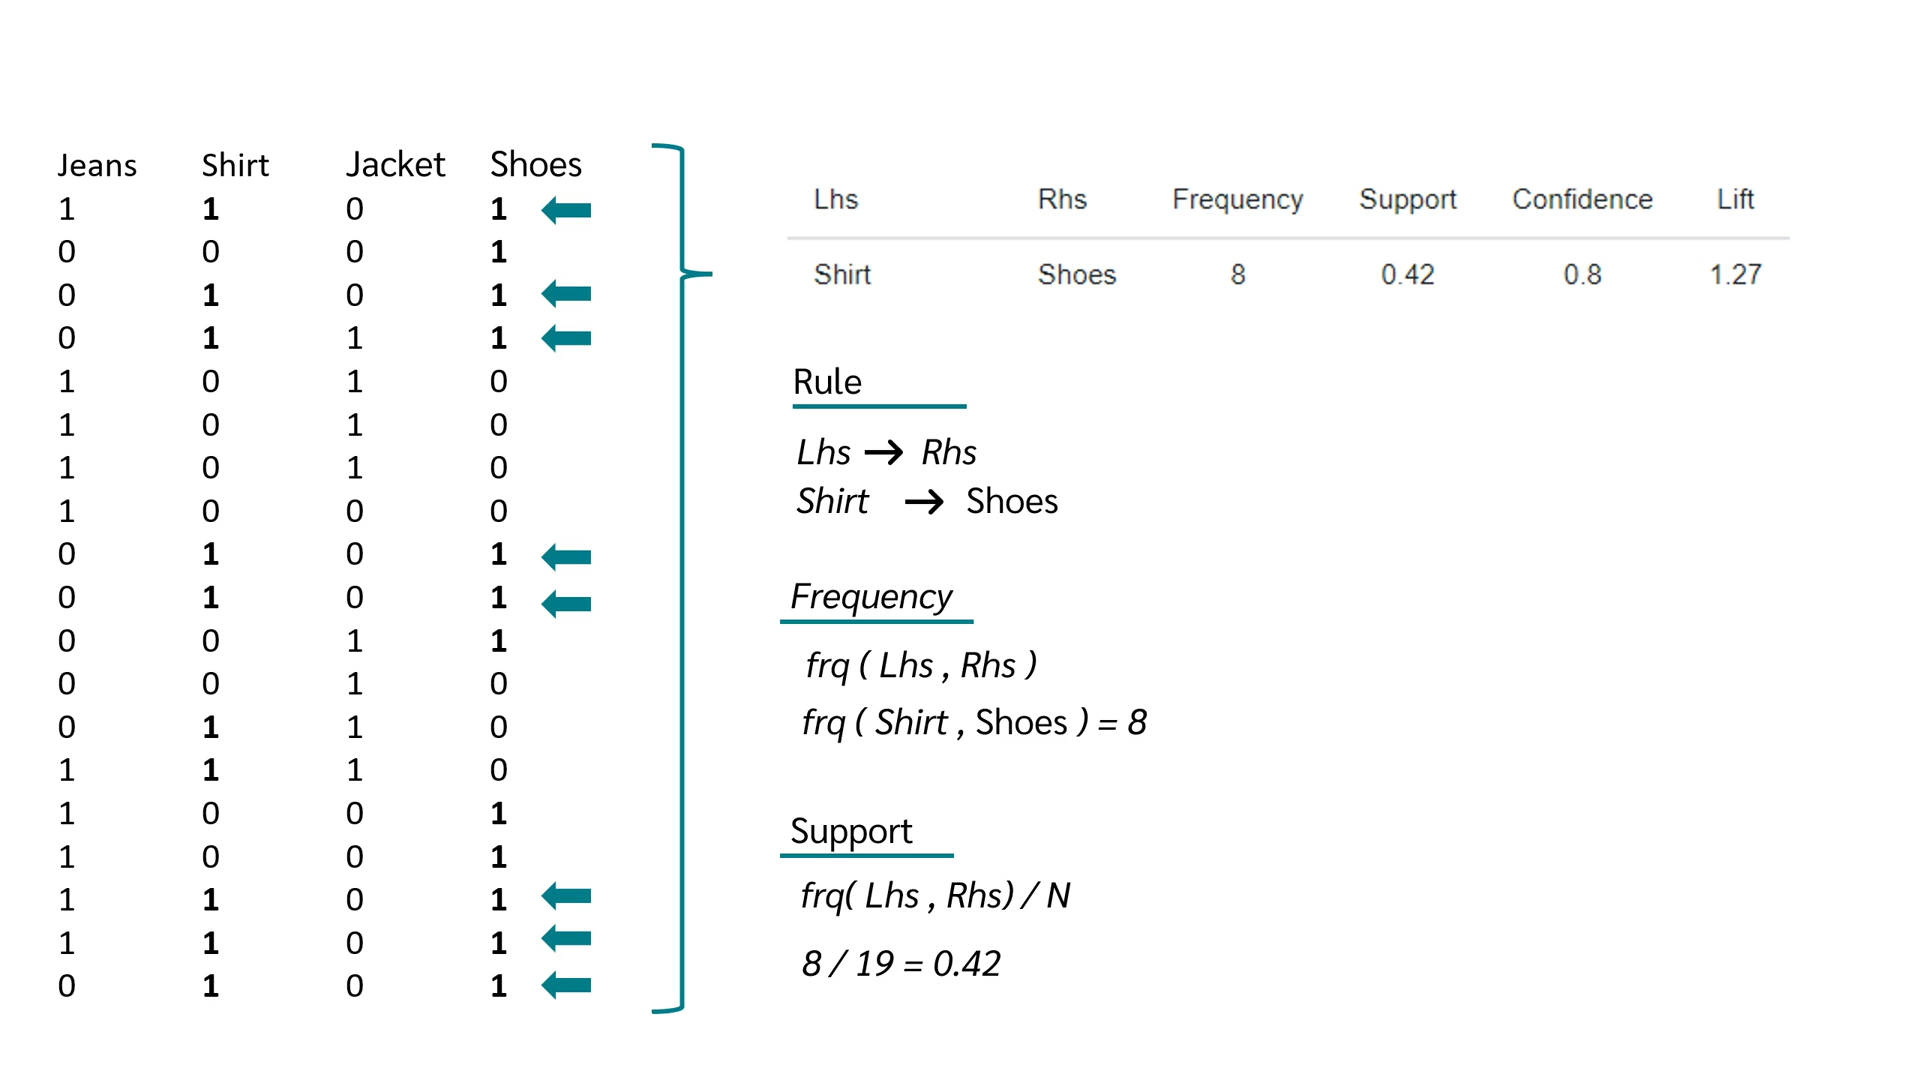 Jeans Shirt Jacket Shoes
1 1 0 1
0 0 0 1
0 1 0 1
0 1 1 1
1 0 1 0
1 0 1 0
1 0 1 0
1 0 0 0
0 1 0 1
0 1 0 1
0 0 1 1
0 0 1 0
0 1 1 0
1 1 1 0
1 0 0 1
1 0 0 1
1 1 0 1
1 1 0 1
0 1 0 1
Lhs Rhs Frequency Support Confidence Lift
Shirt Shoes 8 0.42 0.8 1.27
Rule
Lhs → Rhs
Shirt → Shoes
Frequency
frq ( Lhs , Rhs )
frq ( Shirt , Shoes ) = 8
Support
frq( Lhs , Rhs) / N
8 / 19 = 0.42